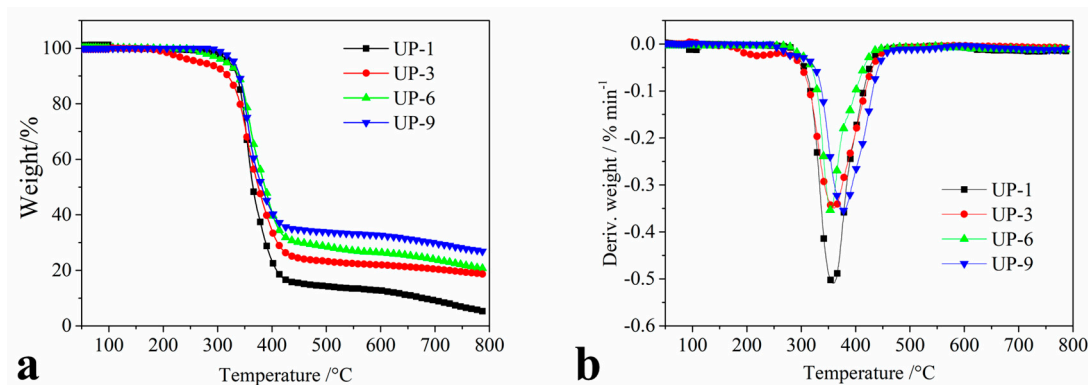 100
80
60
40
20
0
Weight/%
UP-1
UP-3
UP-6
UP-9
100
200
300
400
500
600
700
800
Temperature /°C
a
0.0
-0.1
-0.2
-0.3
-0.4
-0.5
-0.6
Deriv. weight / % min⁻¹
UP-1
UP-3
UP-6
UP-9
100
200
300
400
500
600
700
800
Temperature /°C
b